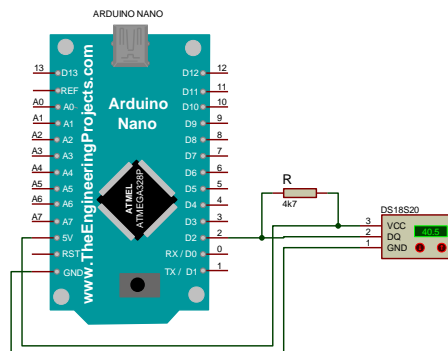 ARDUINO NANO
www.TheEngineeringProjects.com
Arduino
Nano
ATMEL
ATMEGA328P
13 D13
REF
A0 A0
A1 A1
A2 A2
A3 A3
A4 A4
A5 A5
A6 A6
A7 A7
5V
RST
GND
D12 12
D11 11
D10 10
D9 9
D8 8
D7 7
D6 6
D5 5
D4 4
D3 3
D2 2
RX / D0 0
TX / D1 1
R
4k7
DS18S20
3 VCC
2 DQ
1 GND
40.5